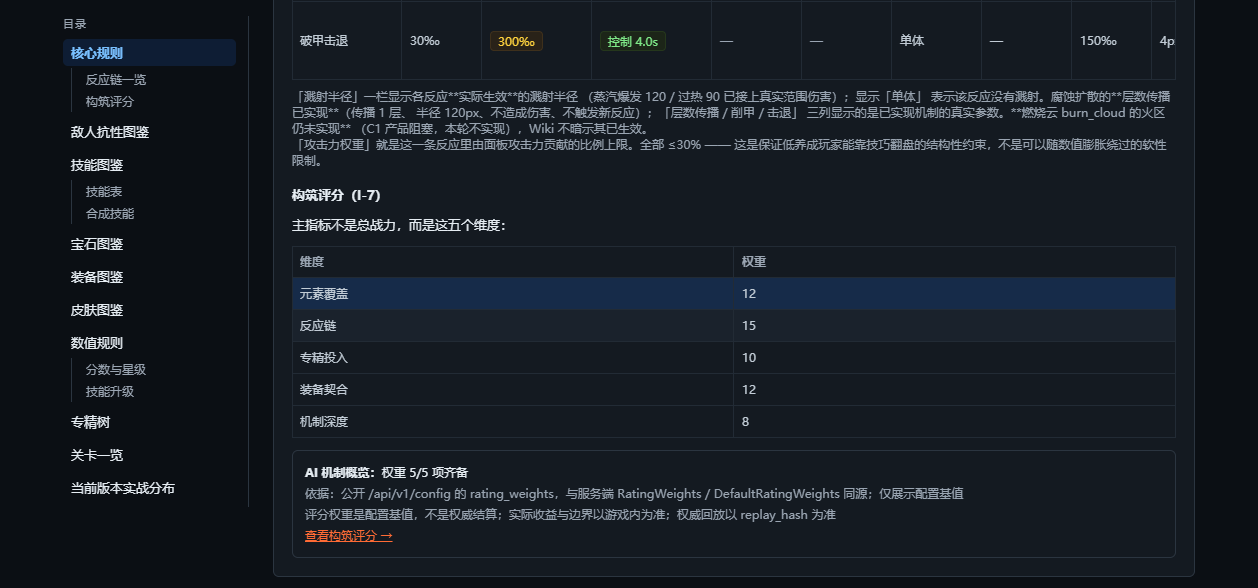 目录
核心规则
反应链一览
构筑评分
敌人抗性图鉴
技能图鉴
技能表
合成技能
宝石图鉴
装备图鉴
皮肤图鉴
数值规则
分数与星级
技能升级
专精树
关卡一览
当前版本实战分布
破甲击退 30‰ 300‰ 控制 4.0s — — 单体 — 150‰ 4p
「溅射半径」一栏显示各反应**实际生效**的溅射半径 （蒸汽爆发 120 / 过热 90 已接上真实范围伤害）；显示「单体」 表示该反应没有溅射。腐蚀扩散的**层数传播
已实现**（传播 1 层、 半径 120px、不造成伤害、不触发新反应）；「层数传播 / 削甲 / 击退」 三列显示的是已实现机制的真实参数。**燃烧云 burn_cloud 的火区
仍未实现** （C1 产品阻塞，本轮不实现），Wiki 不暗示其已生效。
「攻击力权重」就是这一条反应里由面板攻击力贡献的比例上限。全部 ≤30% —— 这是保证低养成玩家能靠技巧翻盘的结构性约束，不是可以随数值膨胀绕过的软性
限制。
构筑评分（I-7）
主指标不是总战力，而是这五个维度：
维度 权重
元素覆盖 12
反应链 15
专精投入 10
装备契合 12
机制深度 8
AI 机制概览：权重 5/5 项齐备
依据：公开 /api/v1/config 的 rating_weights，与服务端 RatingWeights / DefaultRatingWeights 同源；仅展示配置基值
评分权重是配置基值，不是权威结算；实际收益与边界以游戏内为准；权威回放以 replay_hash 为准
查看构筑评分 →